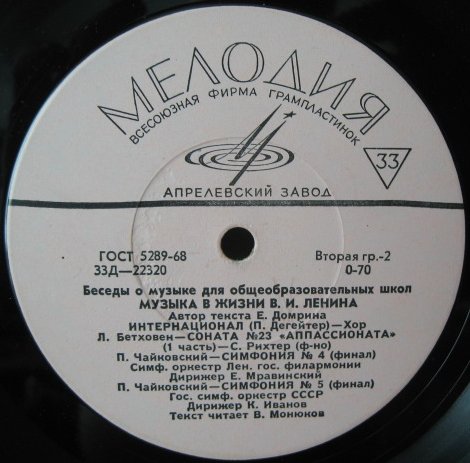 МЕЛОДИЯ
ВСЕСОЮЗНАЯ ФИРМА ГРАМПЛАСТИНОК
33
АПРЕЛЕВСКИЙ ЗАВОД
ГОСТ 5289-68 Вторая гр.-2
33Д—22320 0-70
Беседы о музыке для общеобразовательных школ
МУЗЫКА В ЖИЗНИ В. И. ЛЕНИНА
Автор текста Е. Домрина
ИНТЕРНАЦИОНАЛ (П. Дегейтер)—Хор
Л. Бетховен—СОНАТА №23 «АППАССИОНАТА»
(1 часть)—С. Рихтер (ф-но)
П. Чайковский—СИМФОНИЯ № 4 (финал)
Симф. оркестр Лен. гос. филармонии
Дирижер Е. Мравинский
П. Чайковский—СИМФОНИЯ № 5 (финал)
Гос. симф. оркестр СССР
Дирижер К. Иванов
Текст читает В. Монюков